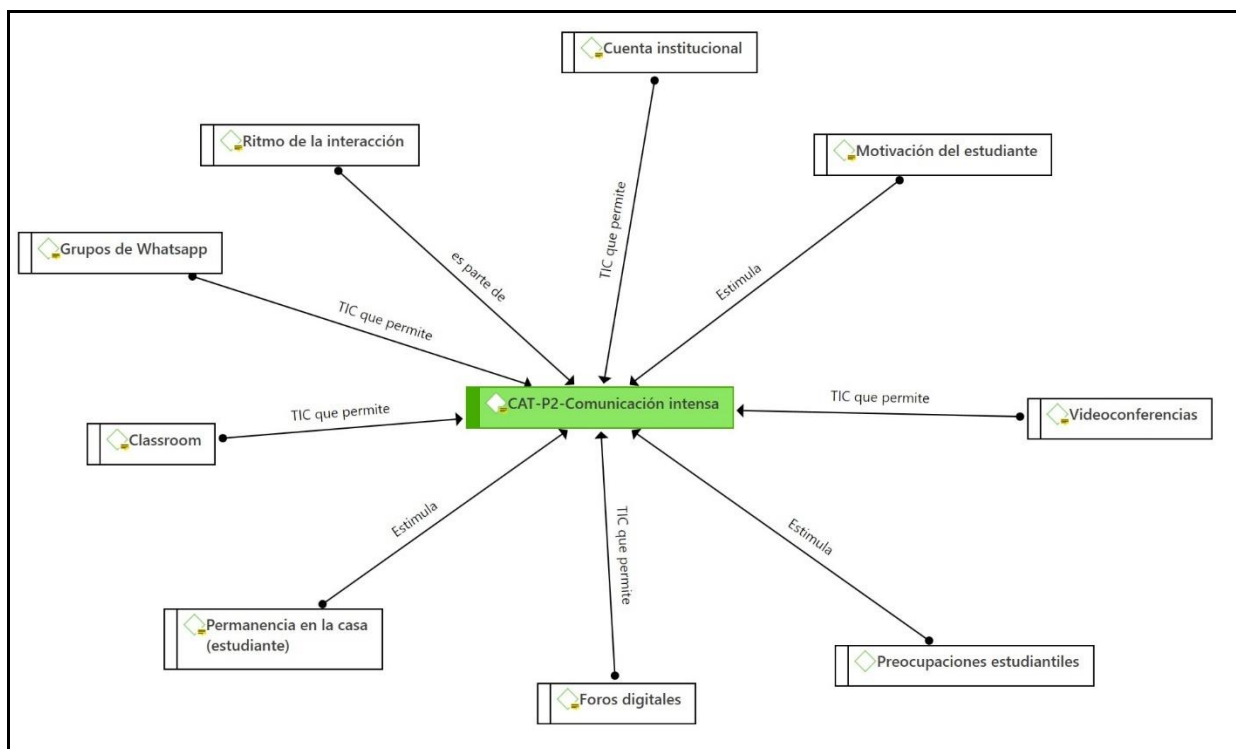 Cuenta institucional
Ritmo de la interacción
Motivación del estudiante
TIC que permite
Grupos de Whatsapp
es parte de
Estimula
TIC que permite
CAT-P2-Comunicación intensa
TIC que permite
TIC que permite
Videoconferencias
Classroom
Estimula
TIC que permite
Estimula
Permanencia en la casa
(estudiante)
Preocupaciones estudiantiles
Foros digitales